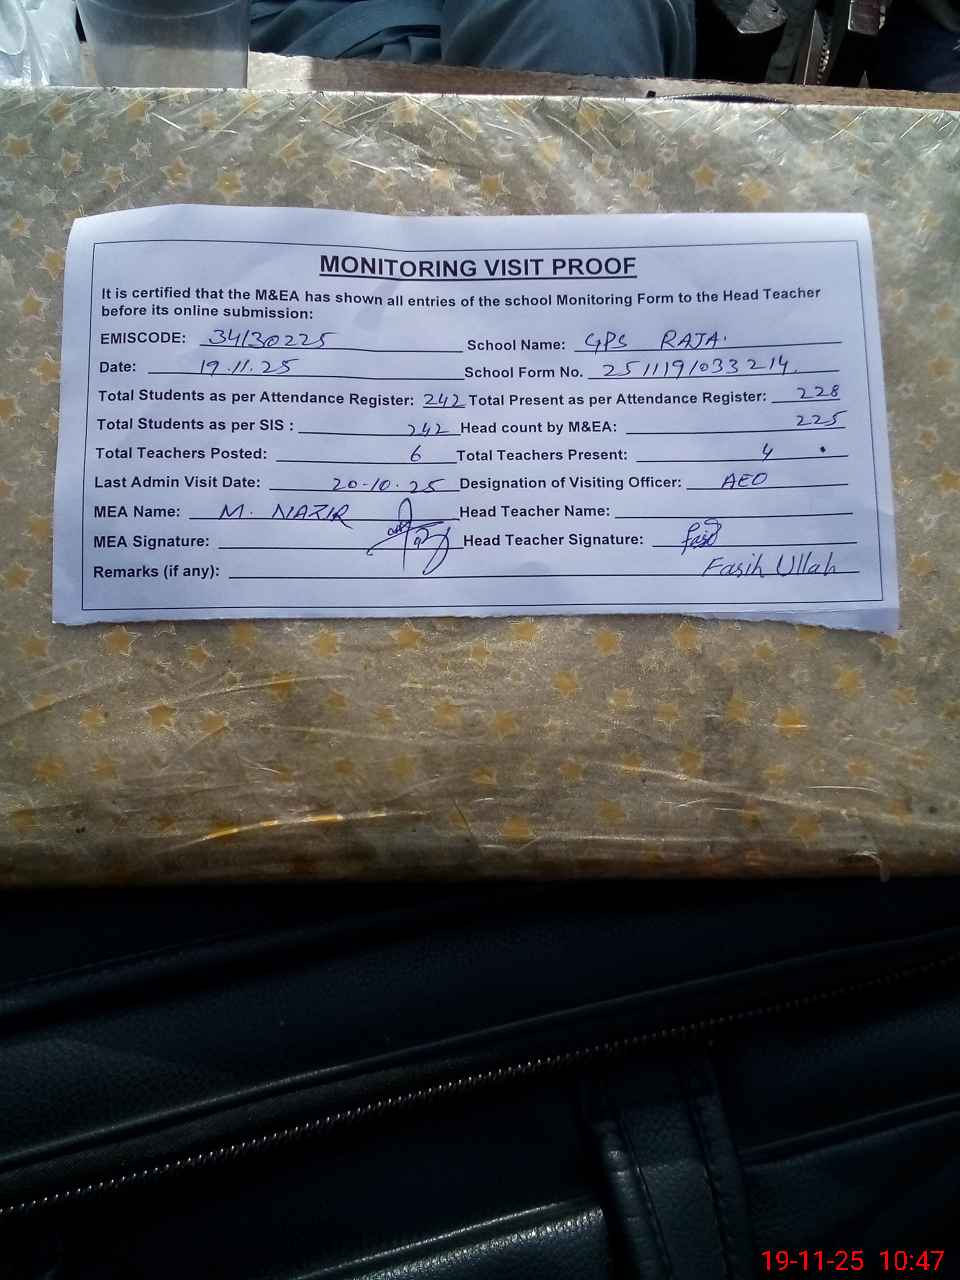 MONITORING VISIT PROOF
It is certified that the M&EA has shown all entries of the school Monitoring Form to the Head Teacher
before its online submission:
EMISCODE: 34130225 School Name: GPS RAJA.
Date: 19.11.25 School Form No. 2511191033214.
Total Students as per Attendance Register: 242 Total Present as per Attendance Register: 228
Total Students as per SIS : 242 Head count by M&EA: 225
Total Teachers Posted: 6 Total Teachers Present: 4
Last Admin Visit Date: 20-10-25 Designation of Visiting Officer: AEO
MEA Name: M. NAZIR Head Teacher Name:
MEA Signature: Head Teacher Signature:
Remarks (if any): Fasih Ullah
19-11-25 10:47